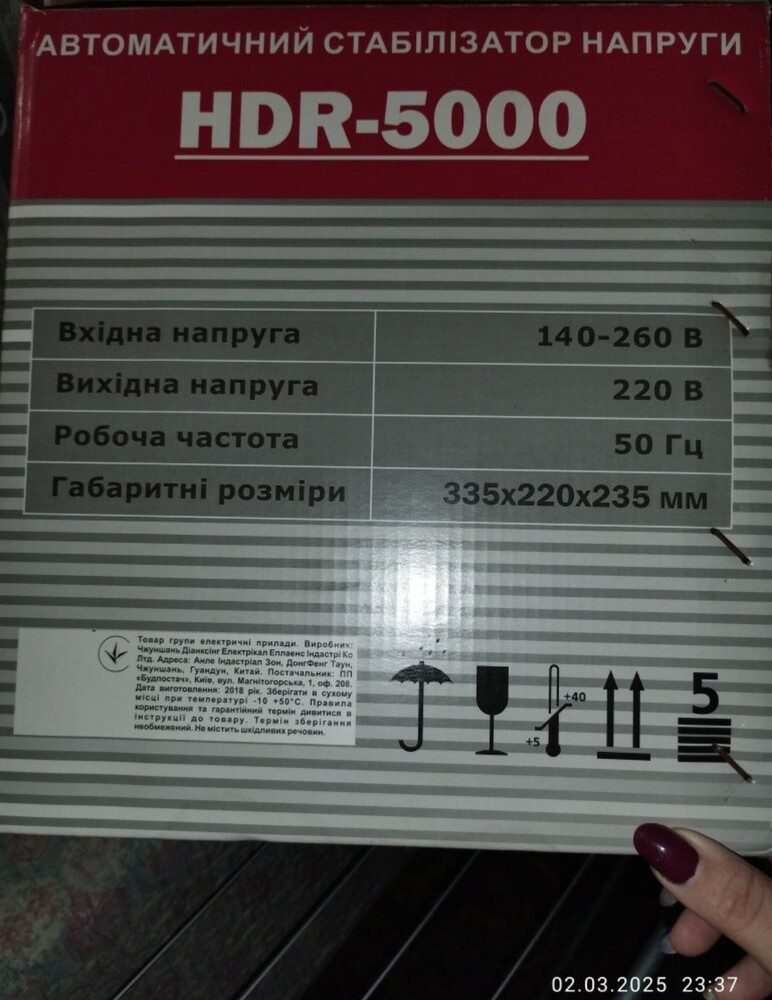 АВТОМАТИЧНИЙ СТАБІЛІЗАТОР НАПРУГИ
HDR-5000
Вхідна напруга 140-260 В
Вихідна напруга 220 В
Робоча частота 50 Гц
Габаритні розміри 335х220х235 мм
Товар групи електричні прилади. Виробник:
Чжуншань Діанксінг Електрікал Еплаенс Індастрі Ко
Лтд. Адреса: Анле Індастріал Зон, ДонгФенг Таун,
Чжуншань, Гуандун, Китай. Постачальник: ПП
«Будпостач», Київ, вул. Магнітогорська, 1, оф. 208.
Дата виготовлення: 2018 рік. Зберігати в сухому
місці при температурі -10 +50°С. Правила
користування та гарантійний термін дивитися в
інструкції до товару. Термін зберігання
необмежений. Не містить шкідливих речовин.
+40
+5
5
02.03.2025 23:37